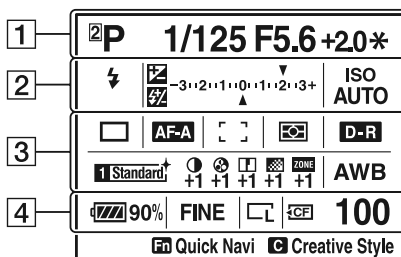 1 2 P 1/125 F5.6 +2.0*
2 -3··2··1··0··1··2··3+ ISO AUTO
3 AF-A D-R
1 Standard +1 +1 +1 +1 ZONE +1 AWB
4 90% FINE L CF 100
Fn Quick Navi C Creative Style